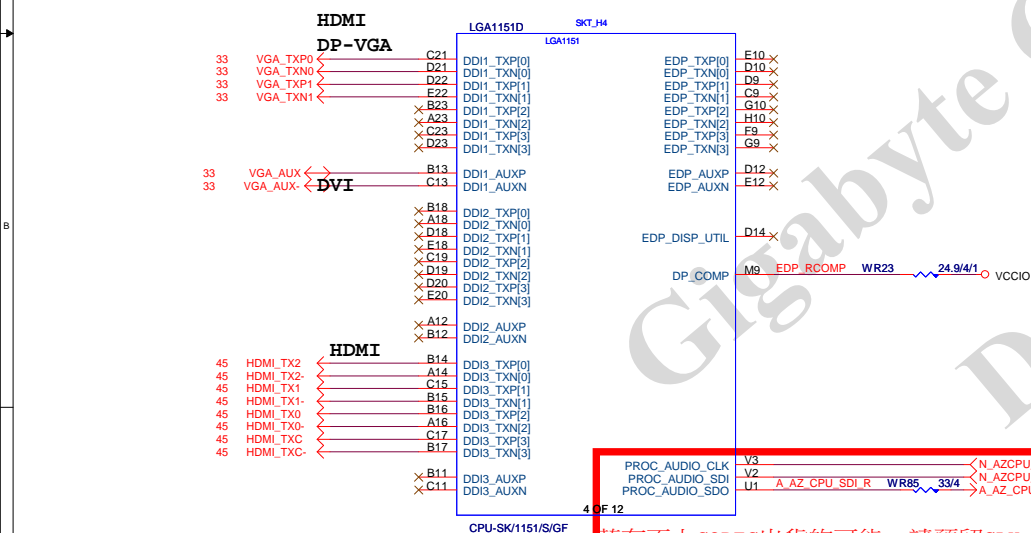 HDMI
DP-VGA
LGA1151D
SKT_H4
LGA1151
33 VGA_TXP0 C21 DDI1_TXP[0] EDP_TXP[0] E10
33 VGA_TXN0 D21 DDI1_TXN[0] EDP_TXN[0] D10
33 VGA_TXP1 D22 DDI1_TXP[1] EDP_TXP[1] D9
33 VGA_TXN1 E22 DDI1_TXN[1] EDP_TXN[1] C9
B23 DDI1_TXP[2] EDP_TXP[2] G10
A23 DDI1_TXN[2] EDP_TXN[2] H10
C23 DDI1_TXP[3] EDP_TXP[3] F9
D23 DDI1_TXN[3] EDP_TXN[3] G9
33 VGA_AUX B13 DDI1_AUXP EDP_AUXP D12
33 VGA_AUX- C13 DDI1_AUXN EDP_AUXN E12
DVI
B18 DDI2_TXP[0]
A18 DDI2_TXN[0]
B
D18 DDI2_TXP[1] EDP_DISP_UTIL D14
E18 DDI2_TXN[1]
C19 DDI2_TXP[2]
D19 DDI2_TXN[2] DP_COMP M9 EDP_RCOMP WR23 24.9/4/1 VCCIO
D20 DDI2_TXP[3]
E20 DDI2_TXN[3]
A12 DDI2_AUXP
B12 DDI2_AUXN
HDMI
45 HDMI_TX2 B14 DDI3_TXP[0]
45 HDMI_TX2- A14 DDI3_TXN[0]
45 HDMI_TX1 C15 DDI3_TXP[1]
45 HDMI_TX1- B15 DDI3_TXN[1]
45 HDMI_TX0 B16 DDI3_TXP[2]
45 HDMI_TX0- A16 DDI3_TXN[2]
45 HDMI_TXC C17 DDI3_TXP[3]
45 HDMI_TXC- B17 DDI3_TXN[3]
PROC_AUDIO_CLK V3 N_AZCPU
B11 DDI3_AUXP PROC_AUDIO_SDI V2 N_AZCPU
C11 DDI3_AUXN PROC_AUDIO_SDO U1 A_AZ_CPU_SDI_R WR85 33/4 A_AZ_CPU
4 OF 12
CPU-SK/1151/S/GF
Gigabyte